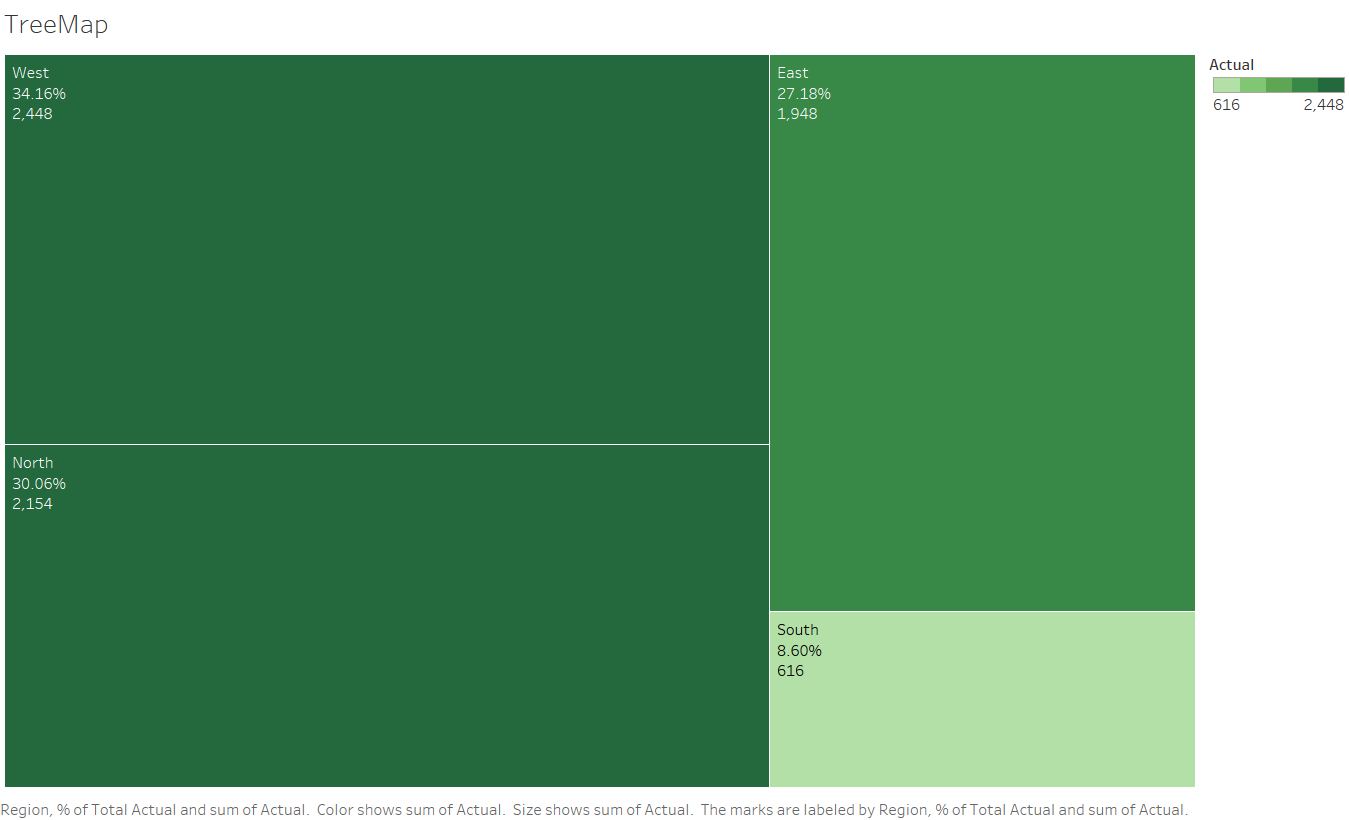 TreeMap
West
34.16%
2,448
East
27.18%
1,948
North
30.06%
2,154
South
8.60%
616
Actual
616 2,448
Region, % of Total Actual and sum of Actual. Color shows sum of Actual. Size shows sum of Actual. The marks are labeled by Region, % of Total Actual and sum of Actual.